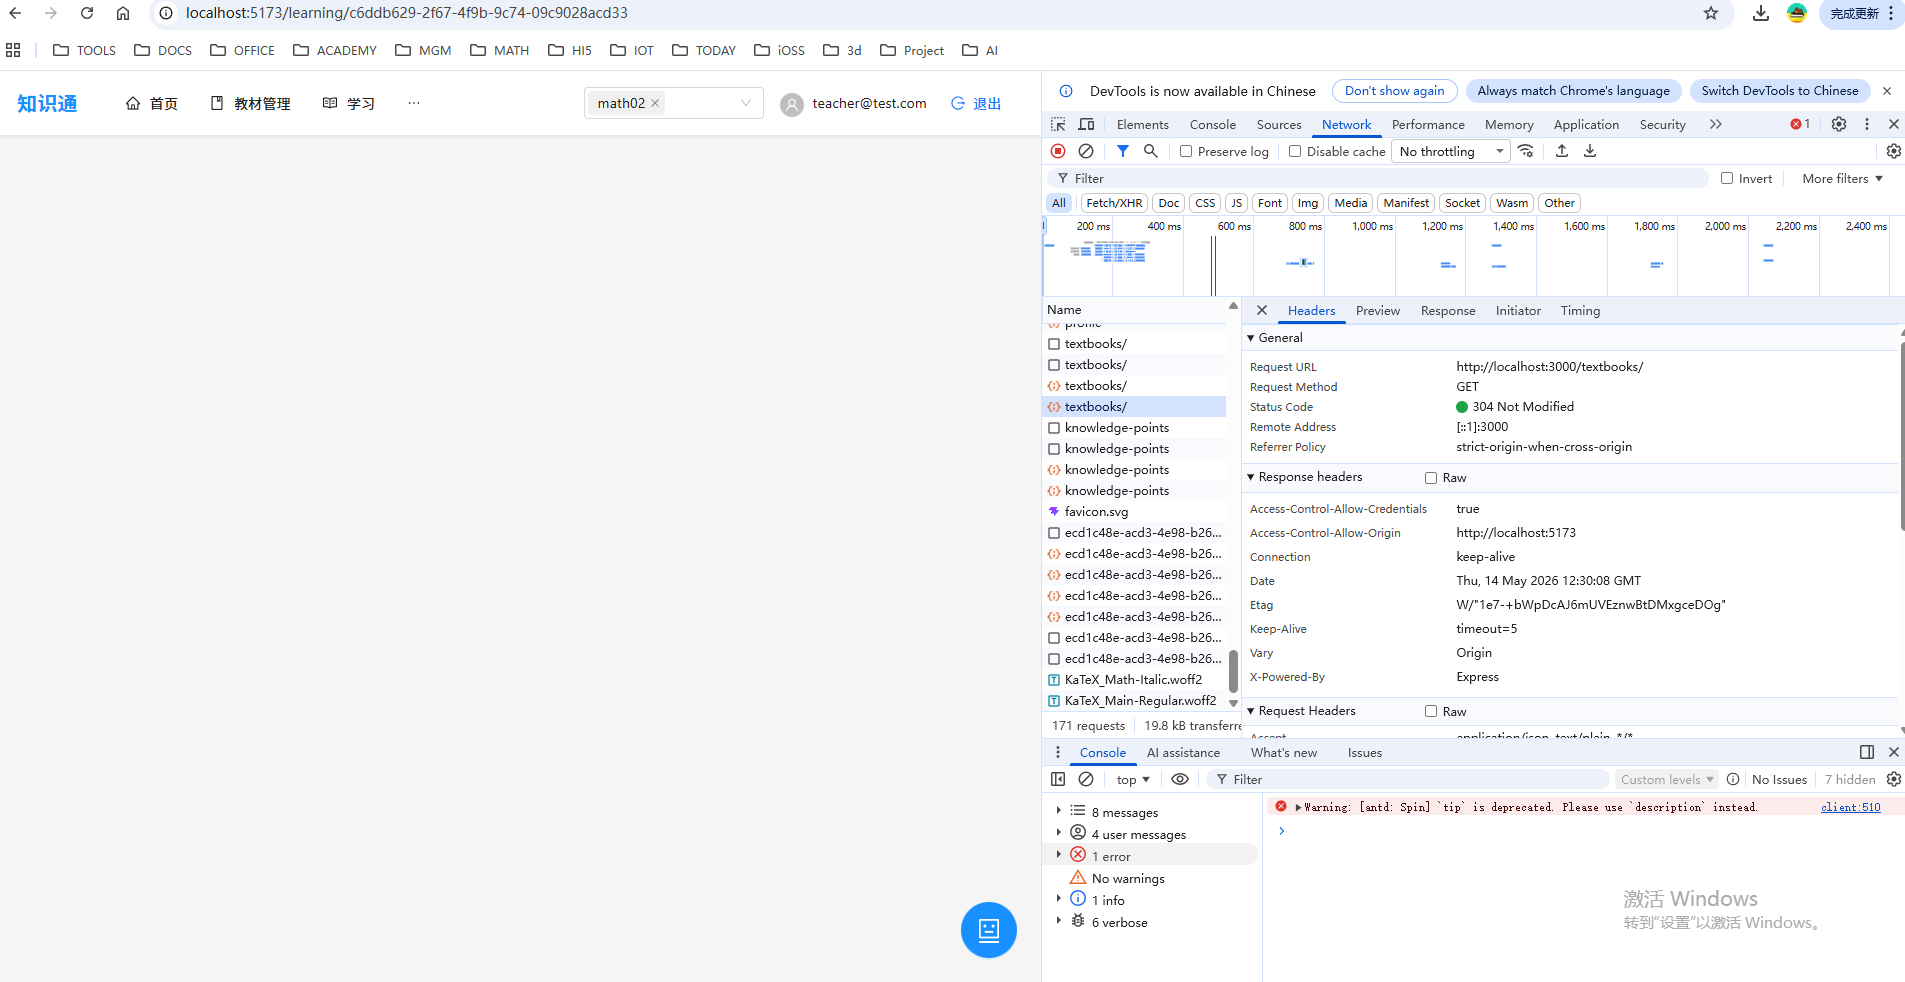 localhost:5173/learning/c6ddb629-2f67-4f9b-9c74-09c9028acd33
完成更新
TOOLS DOCS OFFICE ACADEMY MGM MATH HI5 IOT TODAY iOSS 3d Project AI
知识通 首页 教材管理 学习 ··· math02 teacher@test.com 退出
DevTools is now available in Chinese Don't show again Always match Chrome's language Switch DevTools to Chinese
Elements Console Sources Network Performance Memory Application Security 1
Preserve log Disable cache No throttling
Filter Invert More filters
All Fetch/XHR Doc CSS JS Font Img Media Manifest Socket Wasm Other
200 ms 400 ms 600 ms 800 ms 1,000 ms 1,200 ms 1,400 ms 1,600 ms 1,800 ms 2,000 ms 2,200 ms 2,400 ms
Name
profile
textbooks/
textbooks/
textbooks/
textbooks/
knowledge-points
knowledge-points
knowledge-points
knowledge-points
favicon.svg
ecd1c48e-acd3-4e98-b26...
ecd1c48e-acd3-4e98-b26...
ecd1c48e-acd3-4e98-b26...
ecd1c48e-acd3-4e98-b26...
ecd1c48e-acd3-4e98-b26...
ecd1c48e-acd3-4e98-b26...
ecd1c48e-acd3-4e98-b26...
KaTeX_Math-Italic.woff2
KaTeX_Main-Regular.woff2
171 requests 19.8 kB transferre
Headers Preview Response Initiator Timing
General
Request URL http://localhost:3000/textbooks/
Request Method GET
Status Code 304 Not Modified
Remote Address [::1]:3000
Referrer Policy strict-origin-when-cross-origin
Response headers Raw
Access-Control-Allow-Credentials true
Access-Control-Allow-Origin http://localhost:5173
Connection keep-alive
Date Thu, 14 May 2026 12:30:08 GMT
Etag W/"1e7-+bWpDcAJ6mUVEznwBtDMxgceDOg"
Keep-Alive timeout=5
Vary Origin
X-Powered-By Express
Request Headers Raw
Accept application/json, text/plain, */*
Console AI assistance What's new Issues
top Filter Custom levels No Issues 7 hidden
8 messages
4 user messages
1 error
No warnings
1 info
6 verbose
Warning: [antd: Spin] `tip` is deprecated. Please use `description` instead. client:510
激活 Windows
转到“设置”以激活 Windows。